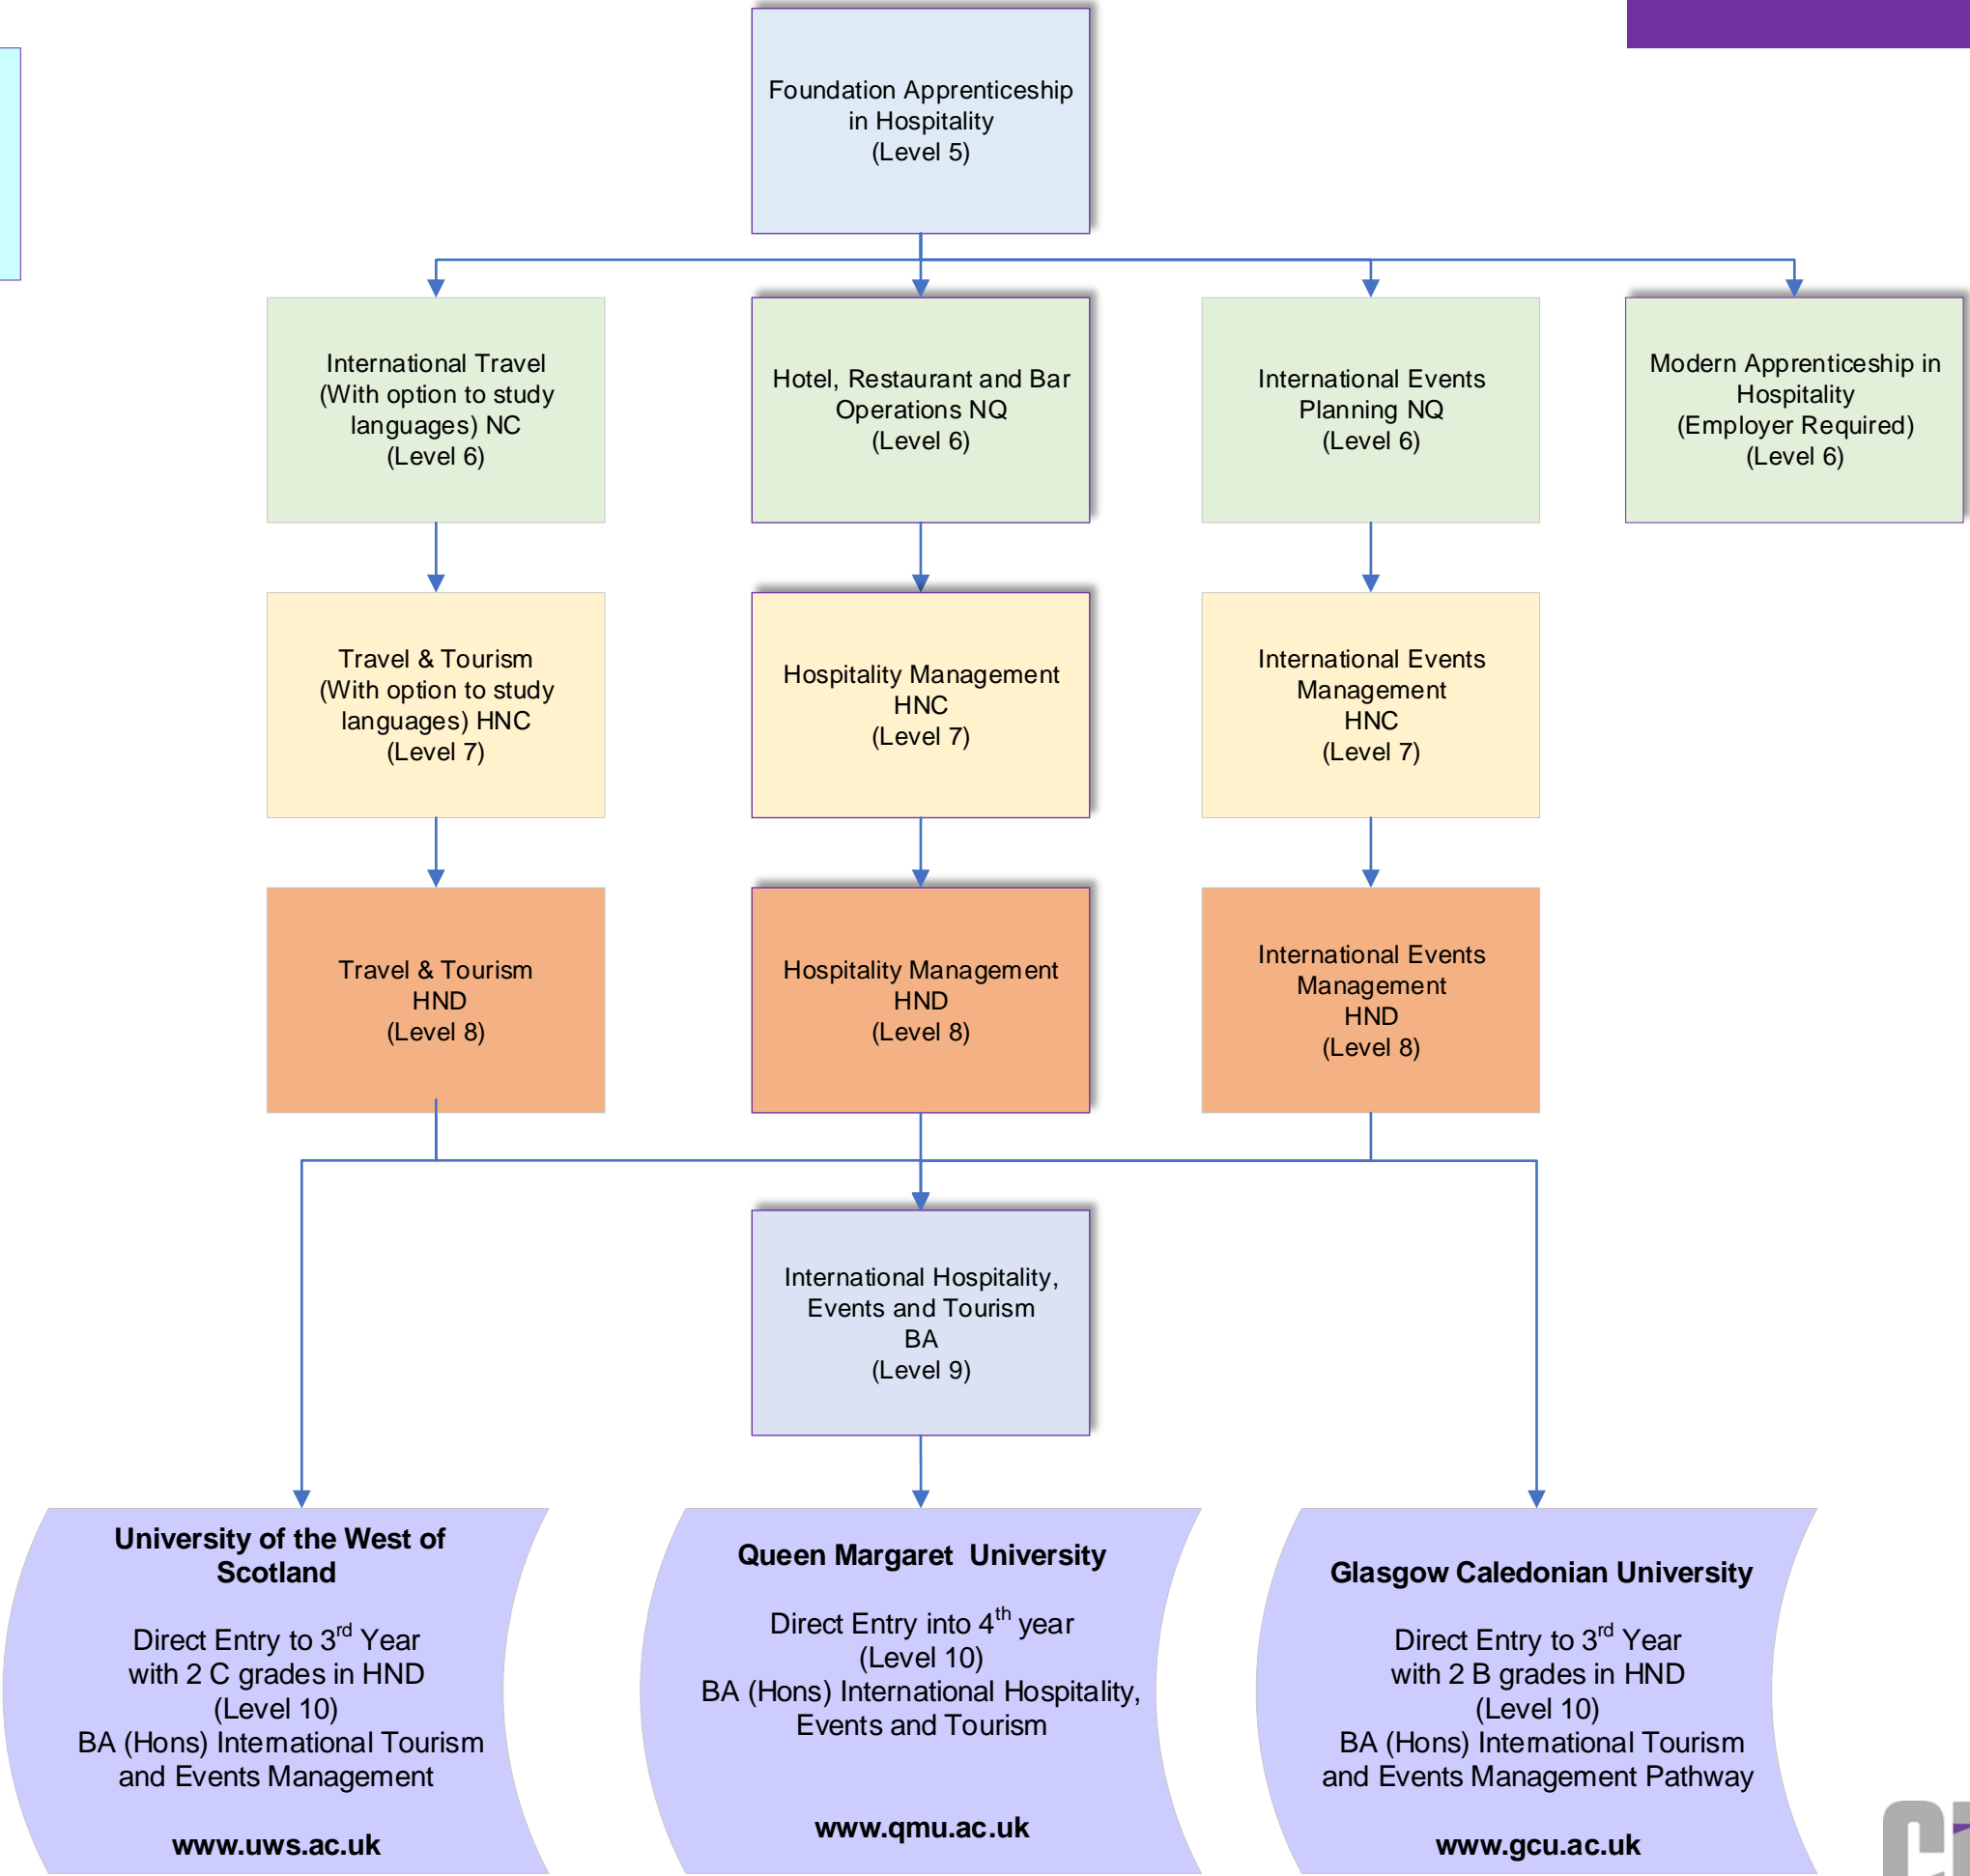 Foundation Apprenticeship
in Hospitality
(Level 5)
International Travel
(With option to study
languages) NC
(Level 6)
Hotel, Restaurant and Bar
Operations NQ
(Level 6)
International Events
Planning NQ
(Level 6)
Modern Apprenticeship in
Hospitality
(Employer Required)
(Level 6)
Travel & Tourism
(With option to study
languages) HNC
(Level 7)
Hospitality Management
HNC
(Level 7)
International Events
Management
HNC
(Level 7)
Travel & Tourism
HND
(Level 8)
Hospitality Management
HND
(Level 8)
International Events
Management
HND
(Level 8)
International Hospitality,
Events and Tourism
BA
(Level 9)
University of the West of
Scotland
Direct Entry to 3rd Year
with 2 C grades in HND
(Level 10)
BA (Hons) International Tourism
and Events Management
www.uws.ac.uk
Queen Margaret University
Direct Entry into 4th year
(Level 10)
BA (Hons) International Hospitality,
Events and Tourism
www.qmu.ac.uk
Glasgow Caledonian University
Direct Entry to 3rd Year
with 2 B grades in HND
(Level 10)
BA (Hons) International Tourism
and Events Management Pathway
www.gcu.ac.uk